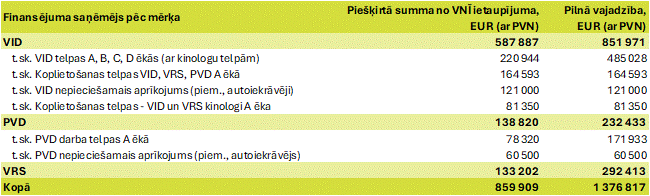 Finansējuma saņēmējs pēc mērķa Piešķirtā summa no VNĪ ietaupījuma, EUR (ar PVN) Pilnā vajadzība, EUR (ar PVN)
VID 587 887 851 971
t.sk. VID telpas A, B, C, D ēkās (ar kinologu telpām) 220 944 485 028
t.sk. Koplietošanas telpas VID, VRS, PVD A ēkā 164 593 164 593
t.sk. VID nepieciešamais aprīkojums (piem., autoiekrāvēji) 121 000 121 000
t.sk. Koplietošanas telpas - VID un VRS kinologi A ēka 81 350 81 350
PVD 138 820 232 433
t.sk. PVD darba telpas A ēkā 78 320 171 933
t.sk. PVD nepieciešamais aprīkojums (piem., autoiekrāvējs) 60 500 60 500
VRS 133 202 292 413
Kopā 859 909 1 376 817